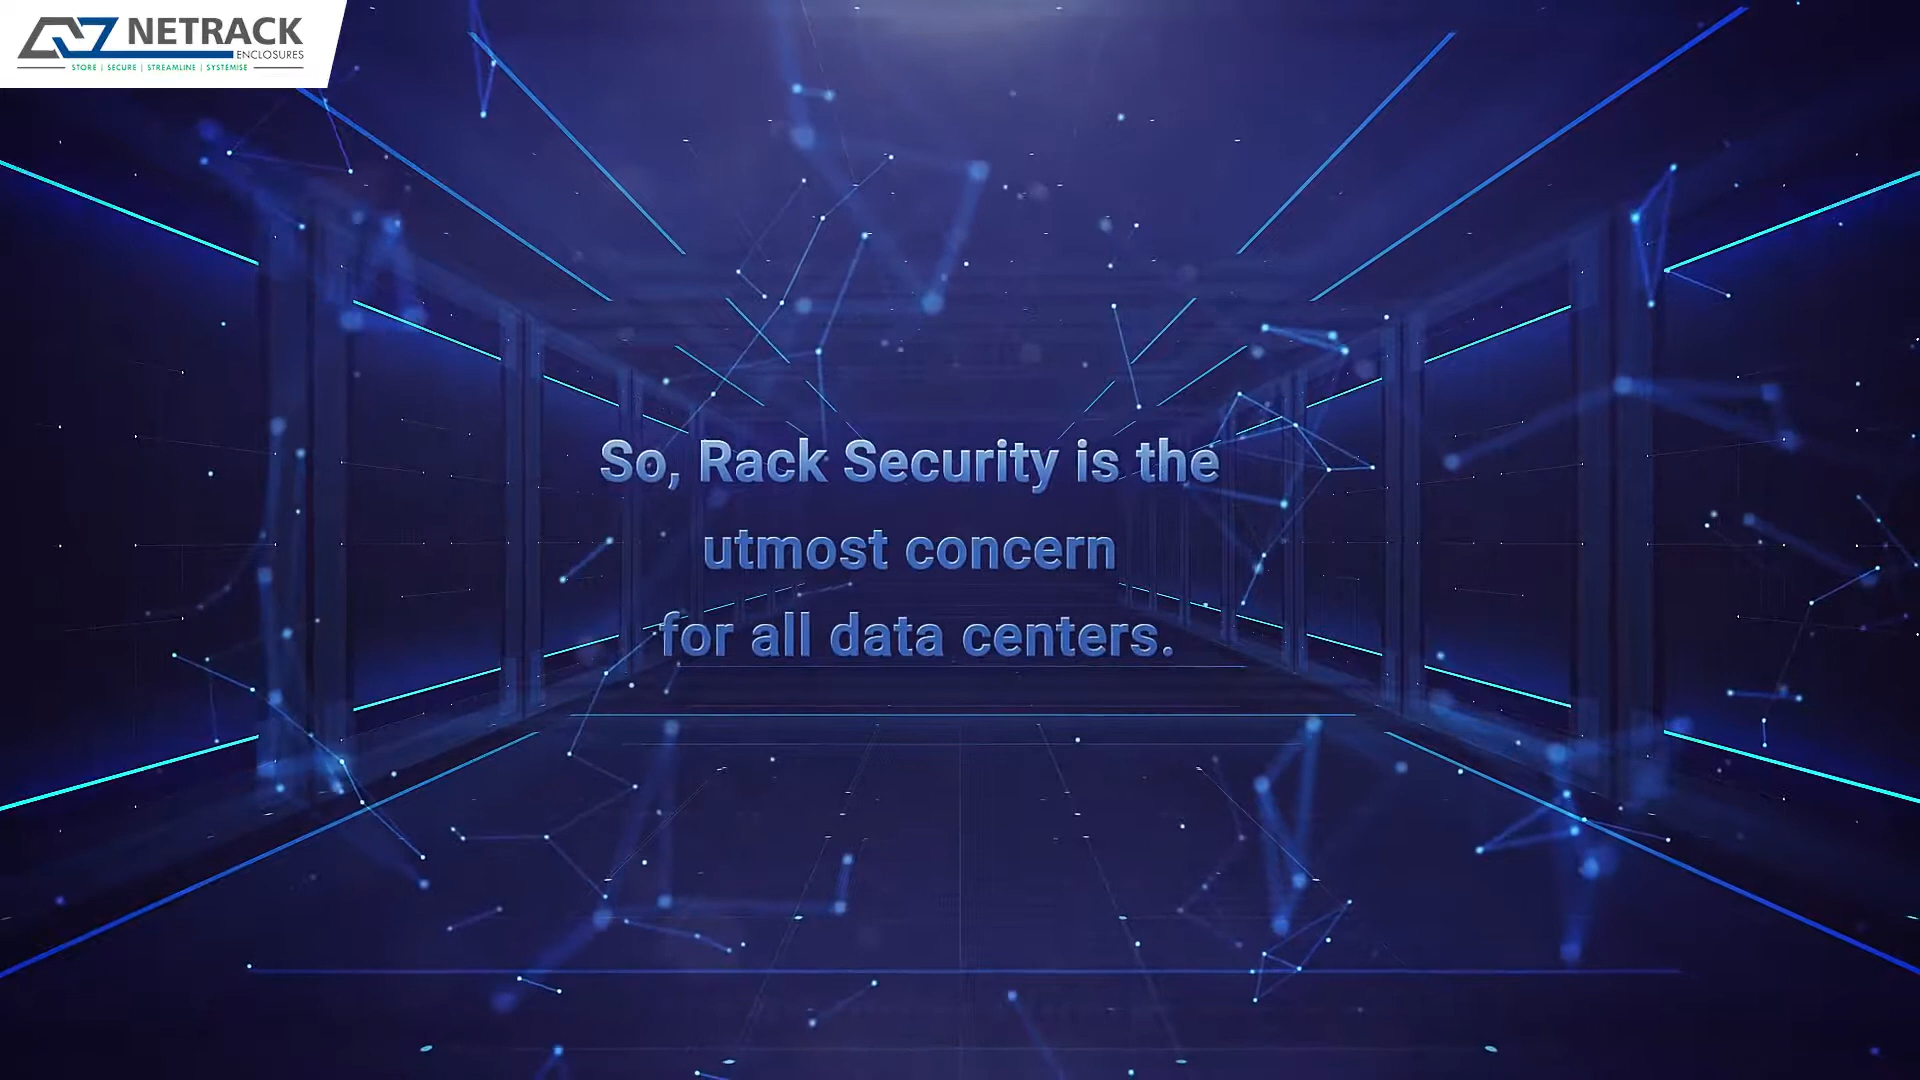 NETRACK
ENCLOSURES
STORE | SECURE | STREAMLINE | SYSTEMISE
So, Rack Security is the
utmost concern
for all data centers.